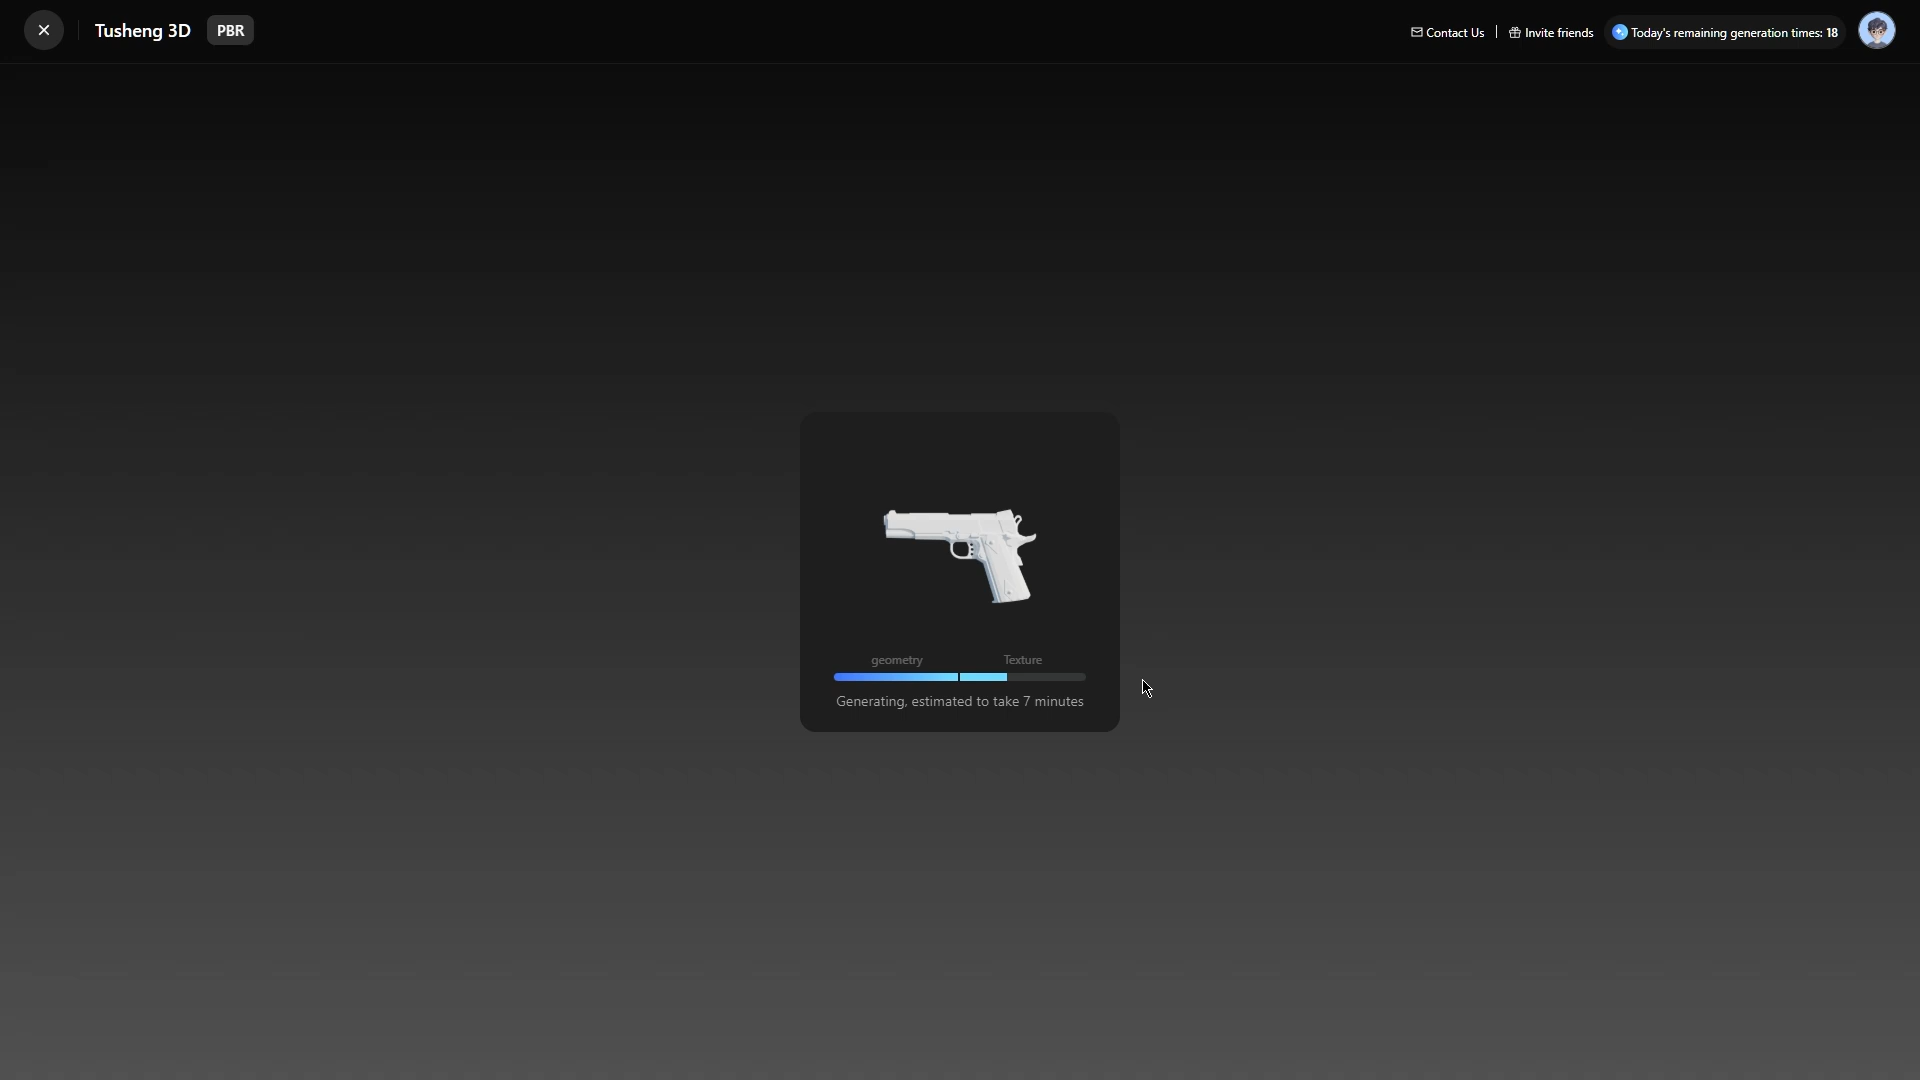 Tusheng 3D PBR
Contact Us | Invite friends Today's remaining generation times: 18
geometry Texture
Generating, estimated to take 7 minutes